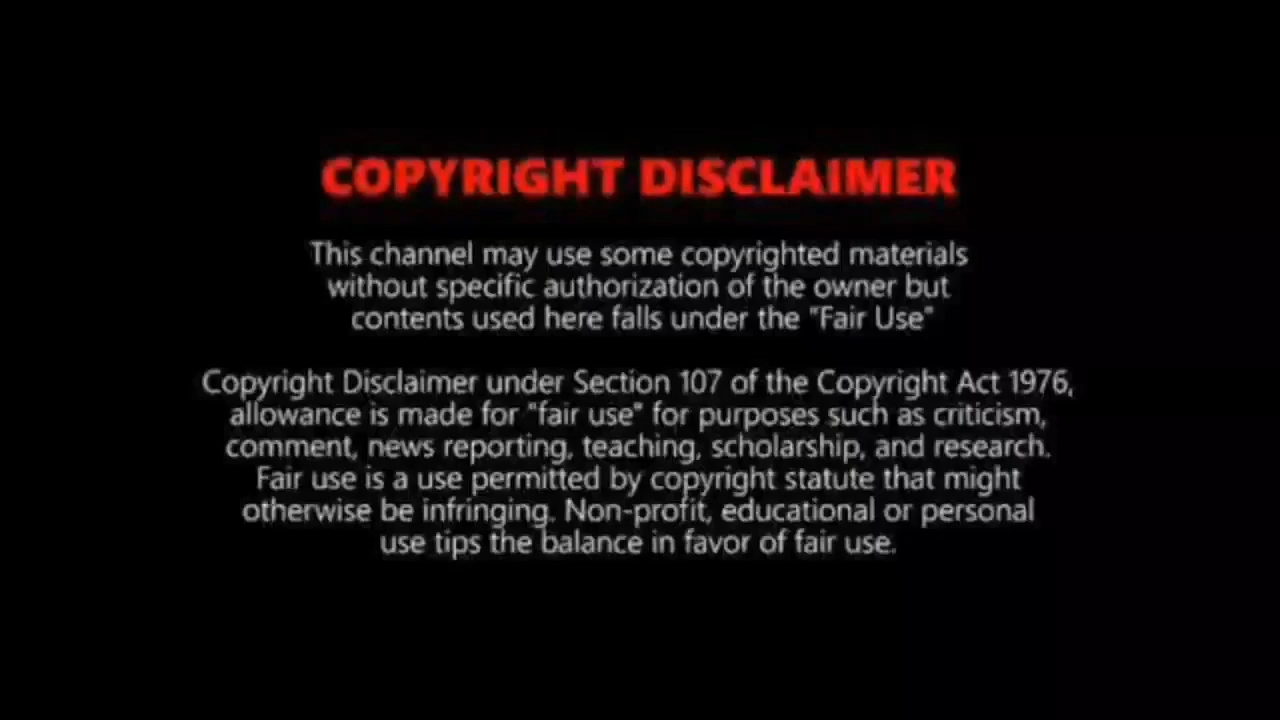 COPYRIGHT DISCLAIMER
This channel may use some copyrighted materials
without specific authorization of the owner but
contents used here falls under the "Fair Use"
Copyright Disclaimer under Section 107 of the Copyright Act 1976,
allowance is made for "fair use" for purposes such as criticism,
comment, news reporting, teaching, scholarship, and research.
Fair use is a use permitted by copyright statute that might
otherwise be infringing. Non-profit, educational or personal
use tips the balance in favor of fair use.